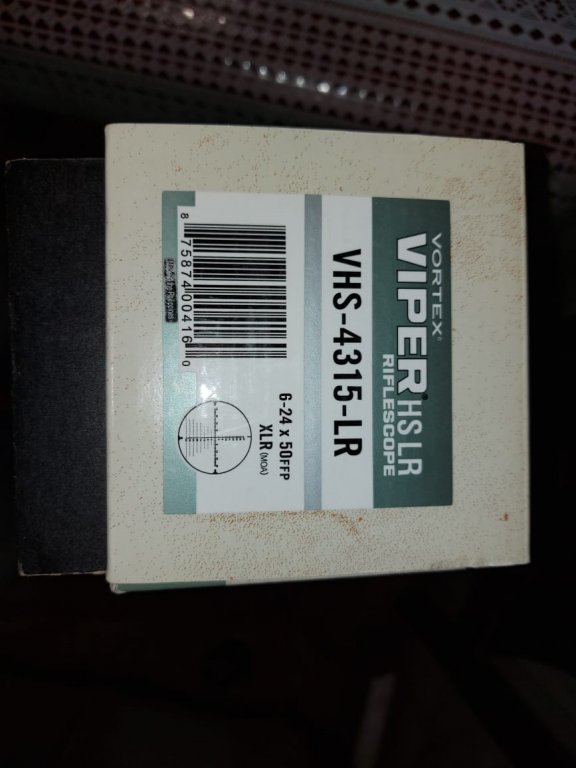 VORTEX®
VIPER® HS LR
RIFLESCOPE
VHS-4315-LR
6-24 x 50FFP
XLR (MOA)
8 75874 00416 0